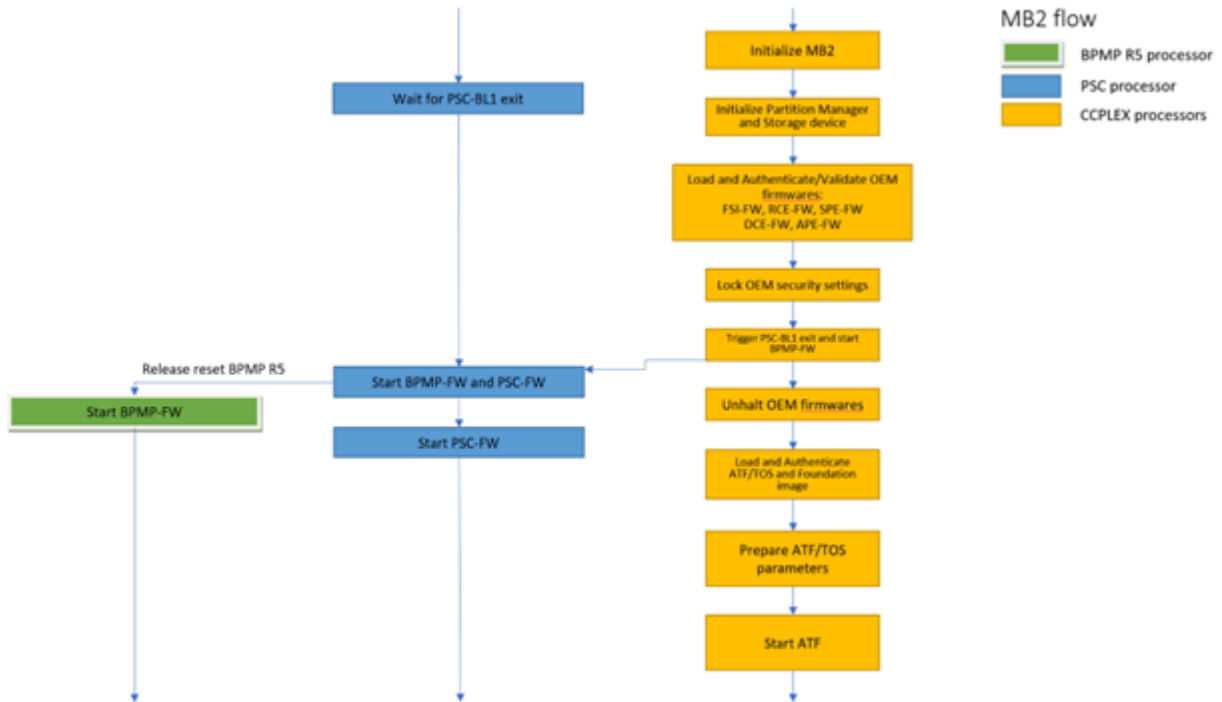 MB2 flow
BPMP R5 processor
PSC processor
CCPLEX processors
Initialize MB2
Wait for PSC-BL1 exit
Initialize Partition Manager
and Storage device
Load and Authenticate/Validate OEM
firmwares:
FSI-FW, RCE-FW, SPE-FW
DCE-FW, APE-FW
Lock OEM security settings
Trigger PSC-BL1 exit and start
BPMP-FW
Release reset BPMP R5
Start BPMP-FW and PSC-FW
Start BPMP-FW
Unhalt OEM firmwares
Start PSC-FW
Load and Authenticate
ATF/TOS and Foundation
image
Prepare ATF/TOS
parameters
Start ATF